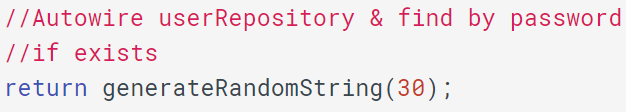 //Autowire userRepository & find by password
//if exists
return generateRandomString(30);